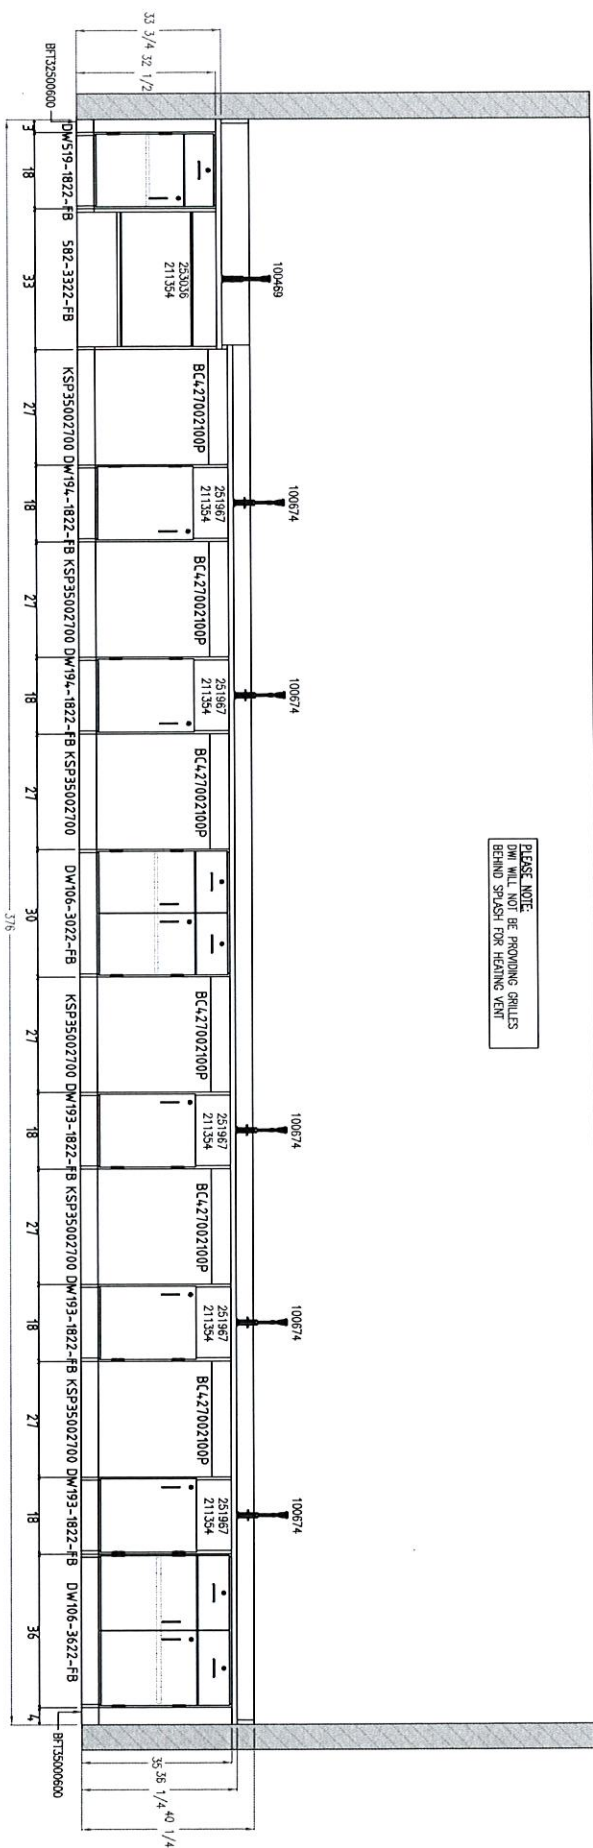 PLEASE NOTE:
DWI WILL NOT BE PROVIDING GRILLES
BEHIND SPLASH FOR HEATING VENT
100469
100674
100674
100674
100674
100674
33 3/4
32 1/2
253036
211354
BC427002100P
251967
211354
BC427002100P
251967
211354
BC427002100P
BC427002100P
251967
211354
BC427002100P
251967
211354
BC427002100P
251967
211354
35
36 1/4
40 1/4
BFT32500600
DW519-1822-FB
582-3322-FB
KSP35002700
DW194-1822-FB
KSP35002700
DW194-1822-FB
KSP35002700
DW106-3022-FB
KSP35002700
DW193-1822-FB
KSP35002700
DW193-1822-FB
KSP35002700
DW193-1822-FB
DW106-3622-FB
BFT35000600
3
18
33
27
18
27
18
27
30
27
18
27
18
27
18
36
4
376